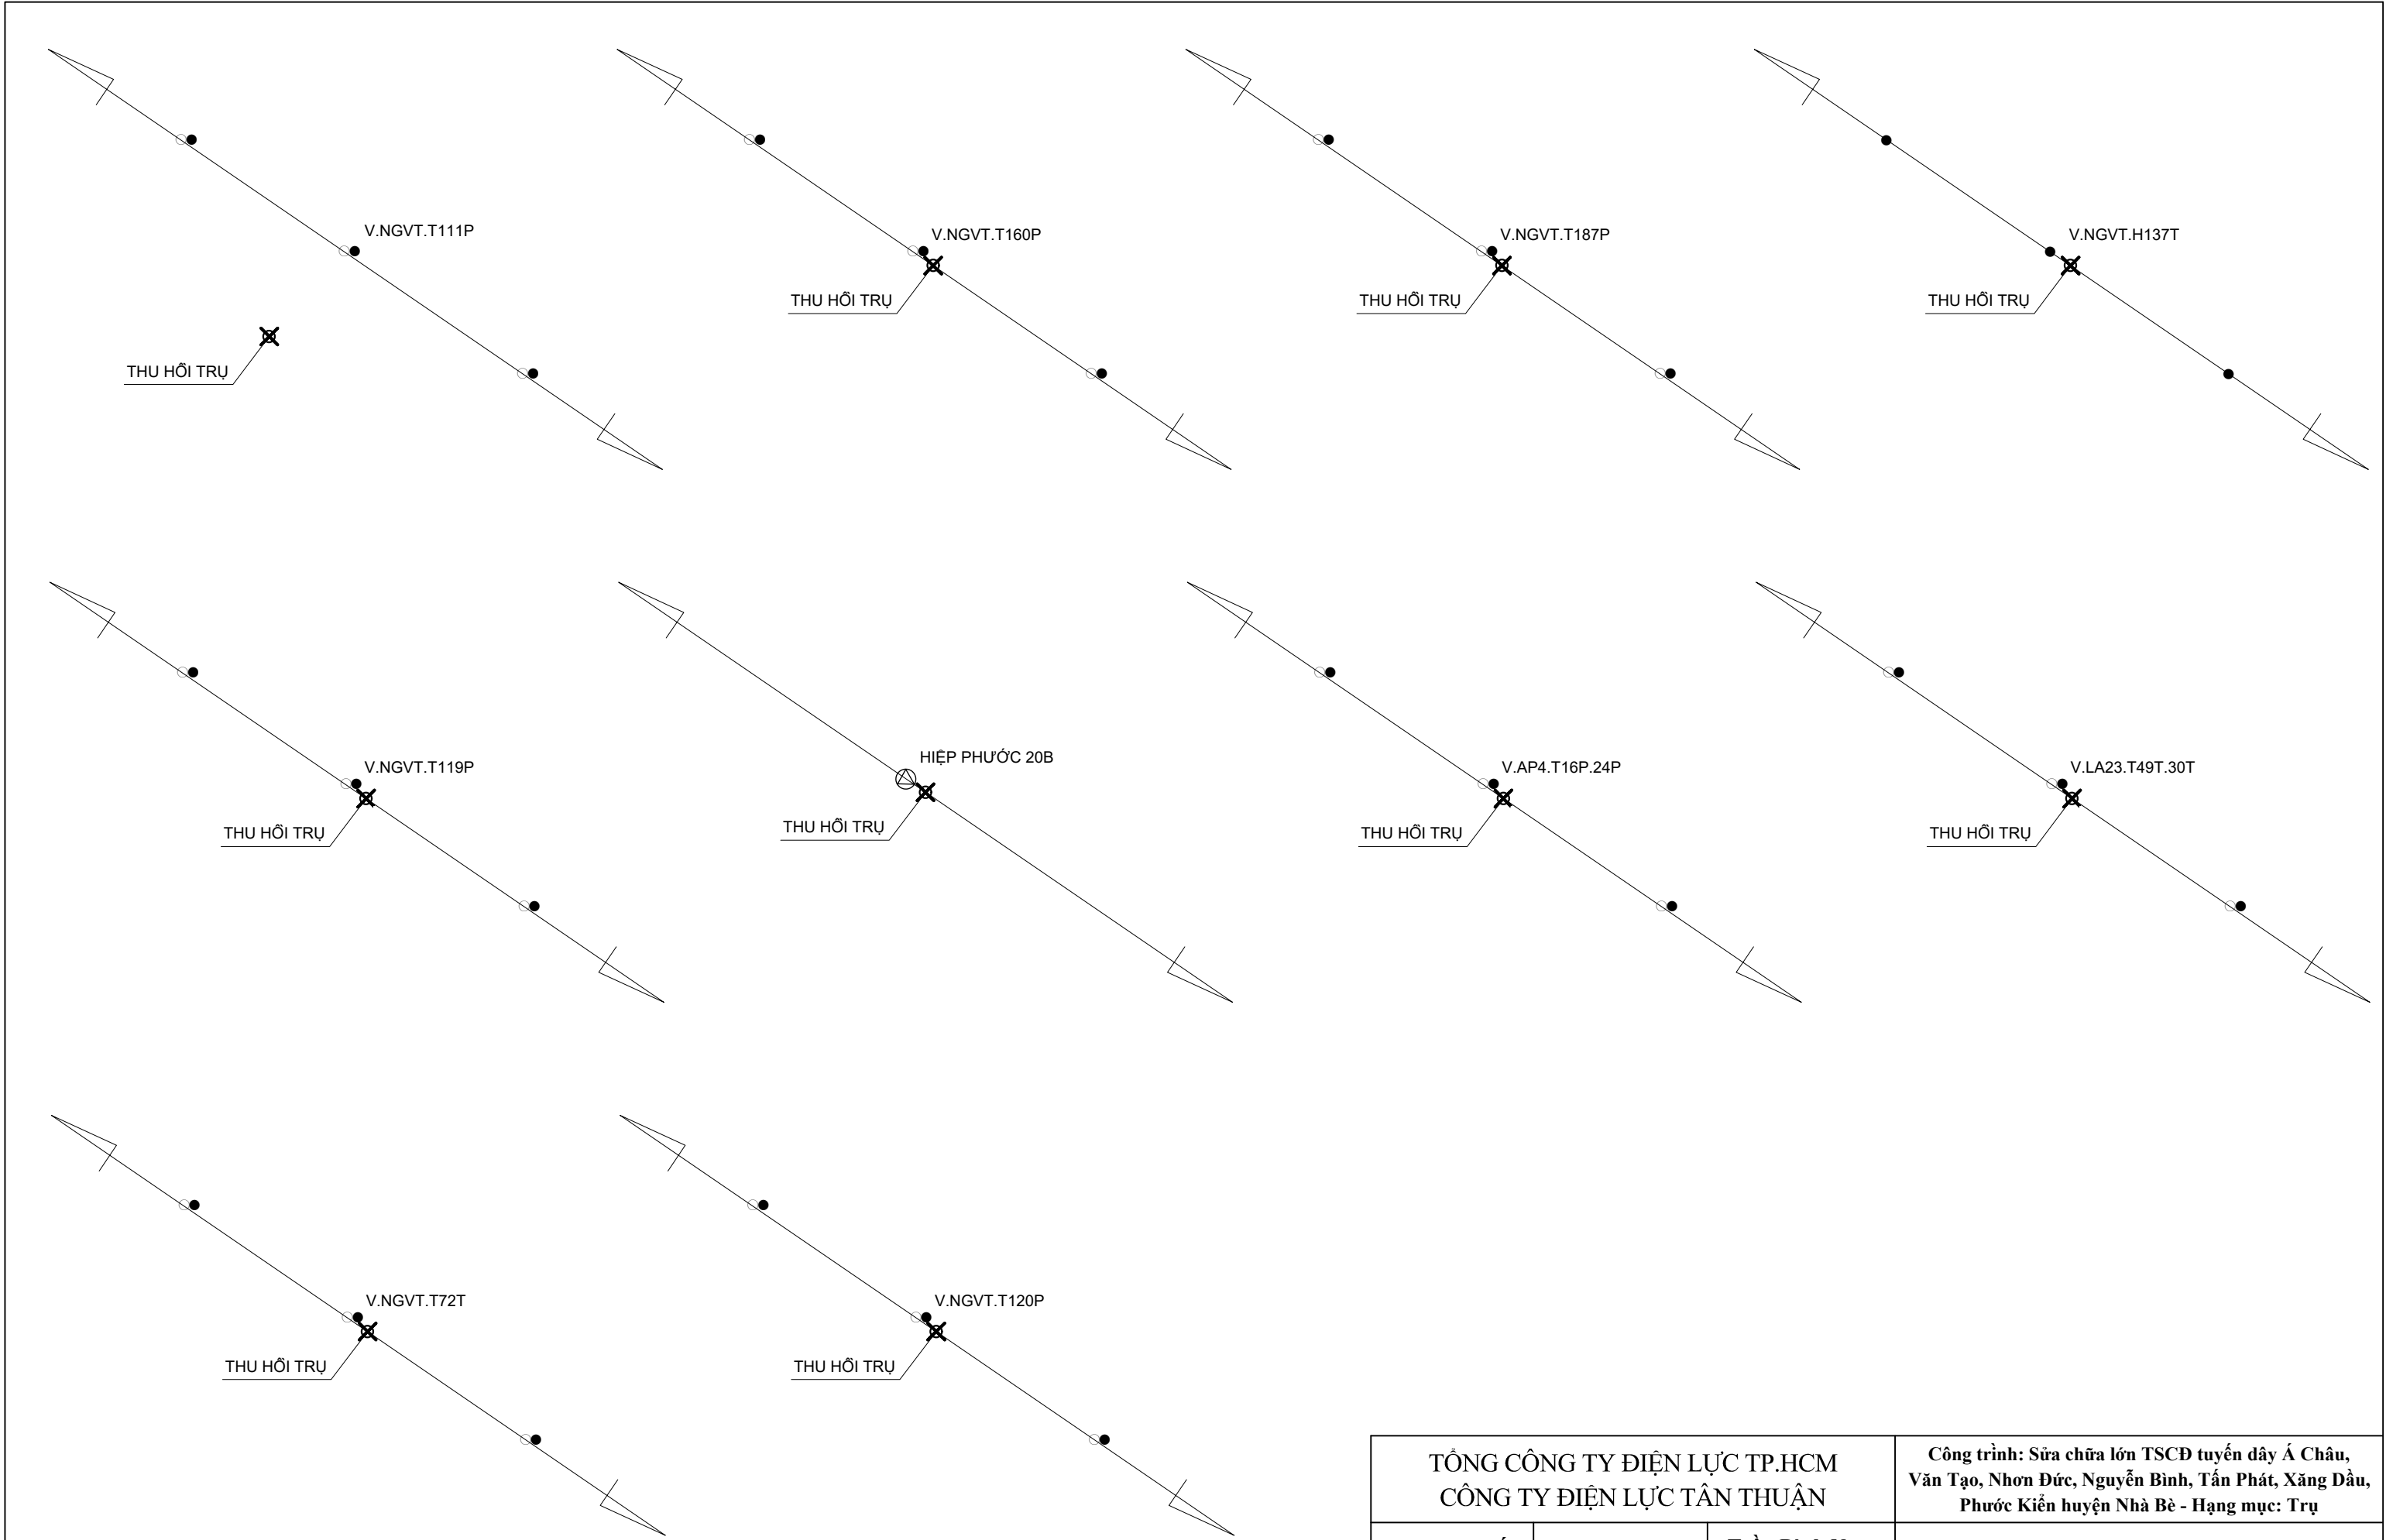 V.NGVT.T111P
THU HỒI TRỤ
V.NGVT.T160P
THU HỒI TRỤ
V.NGVT.T187P
THU HỒI TRỤ
V.NGVT.H137T
THU HỒI TRỤ
V.NGVT.T119P
THU HỒI TRỤ
HIỆP PHƯỚC 20B
THU HỒI TRỤ
V.AP4.T16P.24P
THU HỒI TRỤ
V.LA23.T49T.30T
THU HỒI TRỤ
V.NGVT.T72T
THU HỒI TRỤ
V.NGVT.T120P
THU HỒI TRỤ
TỔNG CÔNG TY ĐIỆN LỰC TP.HCM
CÔNG TY ĐIỆN LỰC TÂN THUẬN
Công trình: Sửa chữa lớn TSCĐ tuyến dây Á Châu,
Văn Tạo, Nhơn Đức, Nguyễn Bình, Tấn Phát, Xăng Dầu,
Phước Kiển huyện Nhà Bè - Hạng mục: Trụ